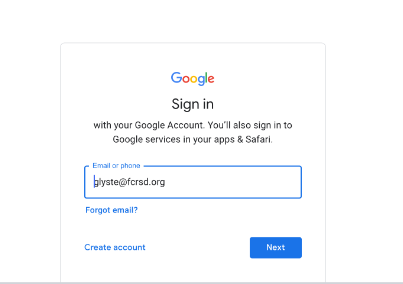 Google
Sign in
with your Google Account. You'll also sign in to
Google services in your apps & Safari.
Email or phone
glyste@fcrsd.org
Forgot email?
Create account
Next